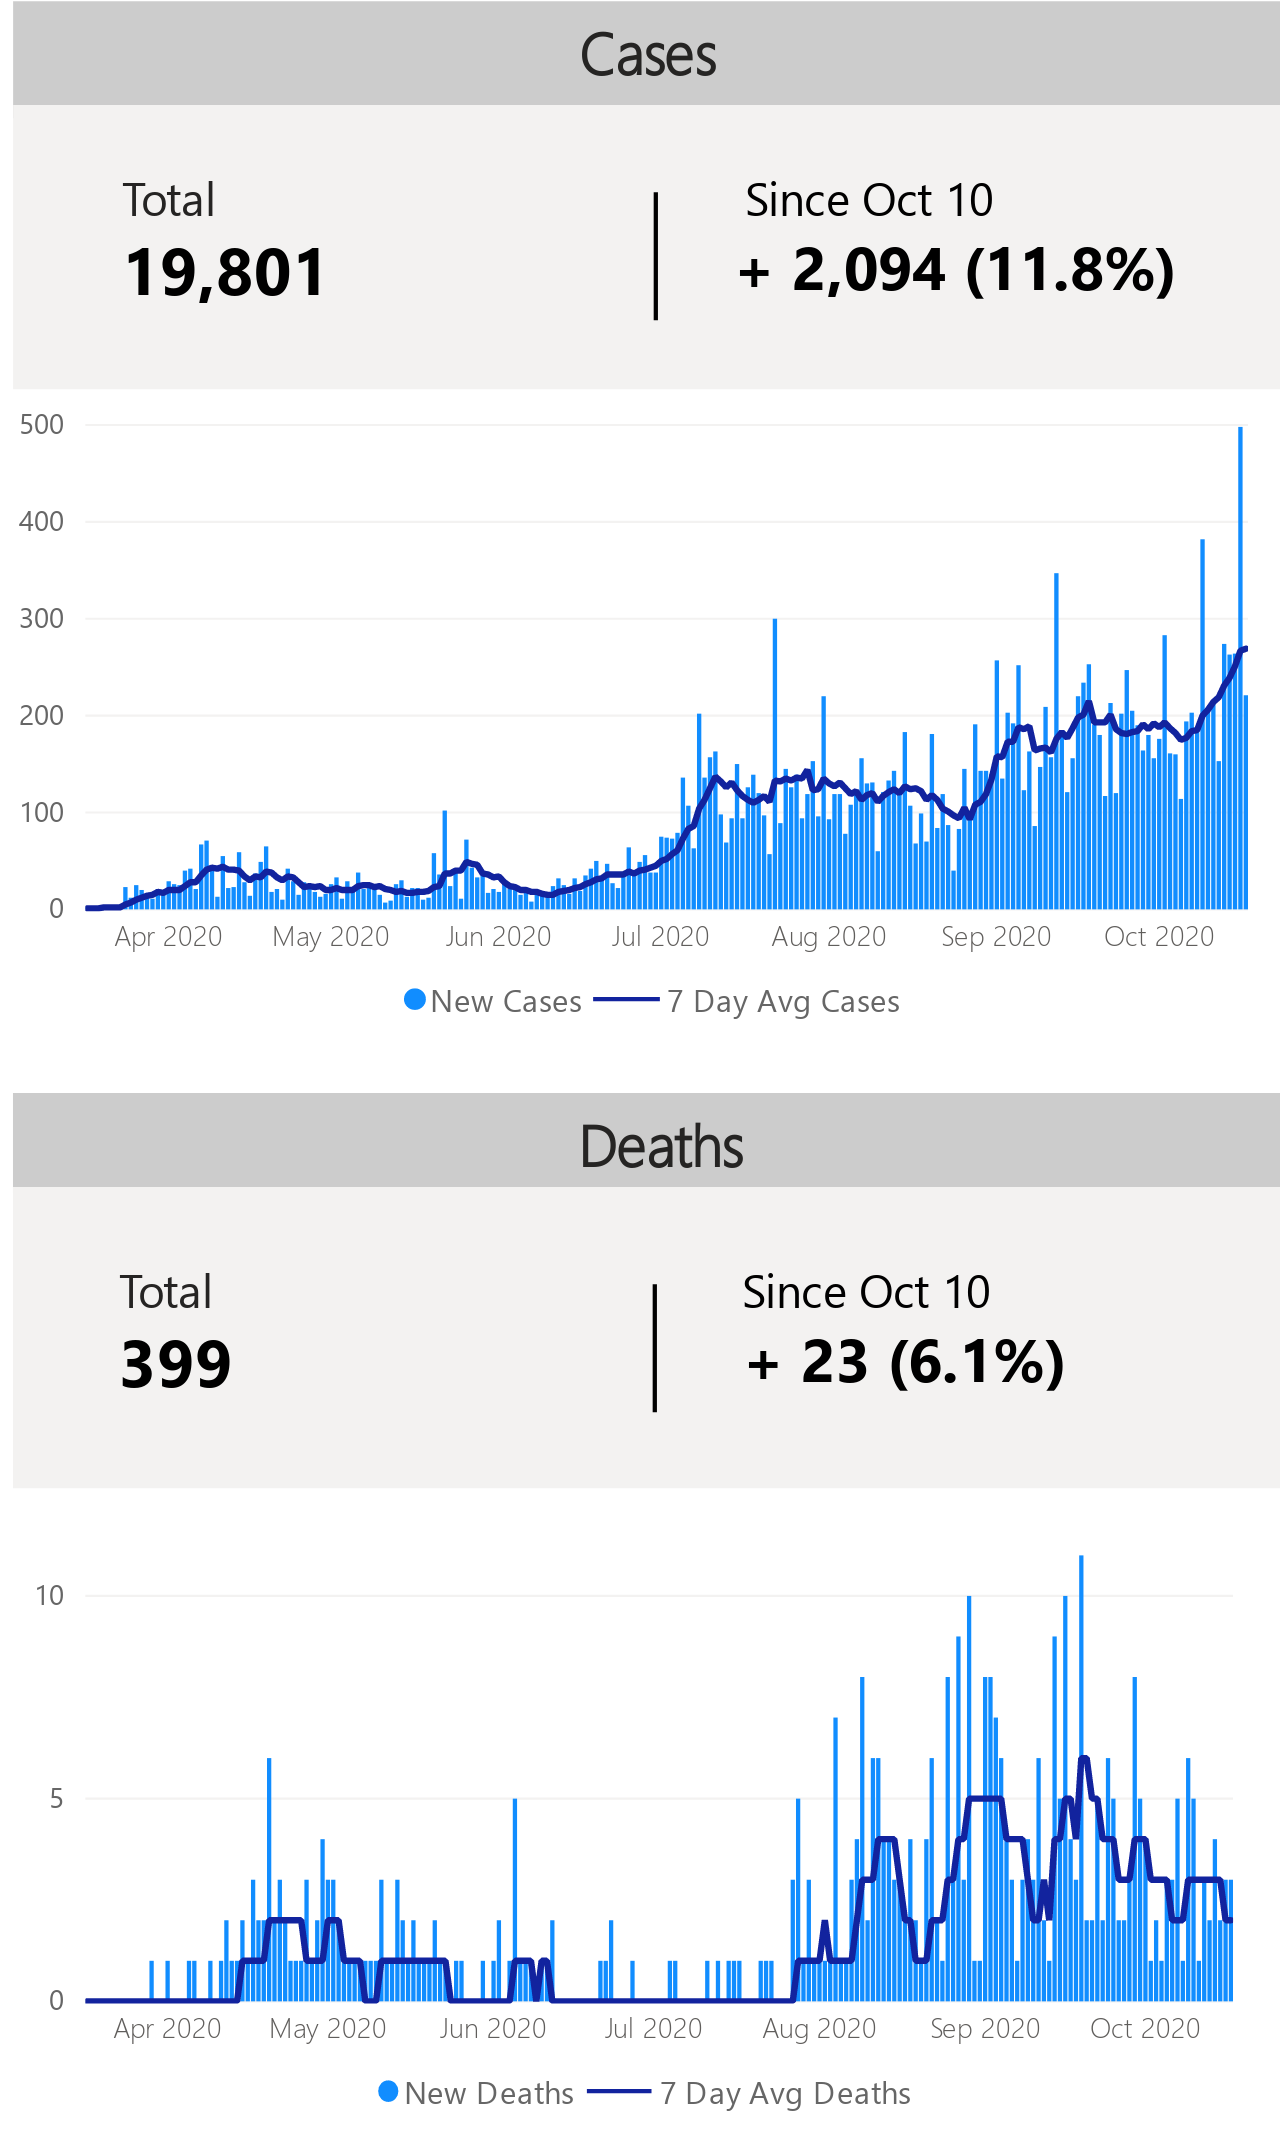 Cases
Total
Since Oct 10
19,801
+ 2,094 (11.8%)
500
400
300
200
100
0
Apr 2020 May 2020 Jun 2020 Jul 2020 Aug 2020 Sep 2020 Oct 2020
New Cases 7 Day Avg Cases
Deaths
Total
Since Oct 10
399
+ 23 (6.1%)
10
5
0
Apr 2020 May 2020 Jun 2020 Jul 2020 Aug 2020 Sep 2020 Oct 2020
New Deaths 7 Day Avg Deaths